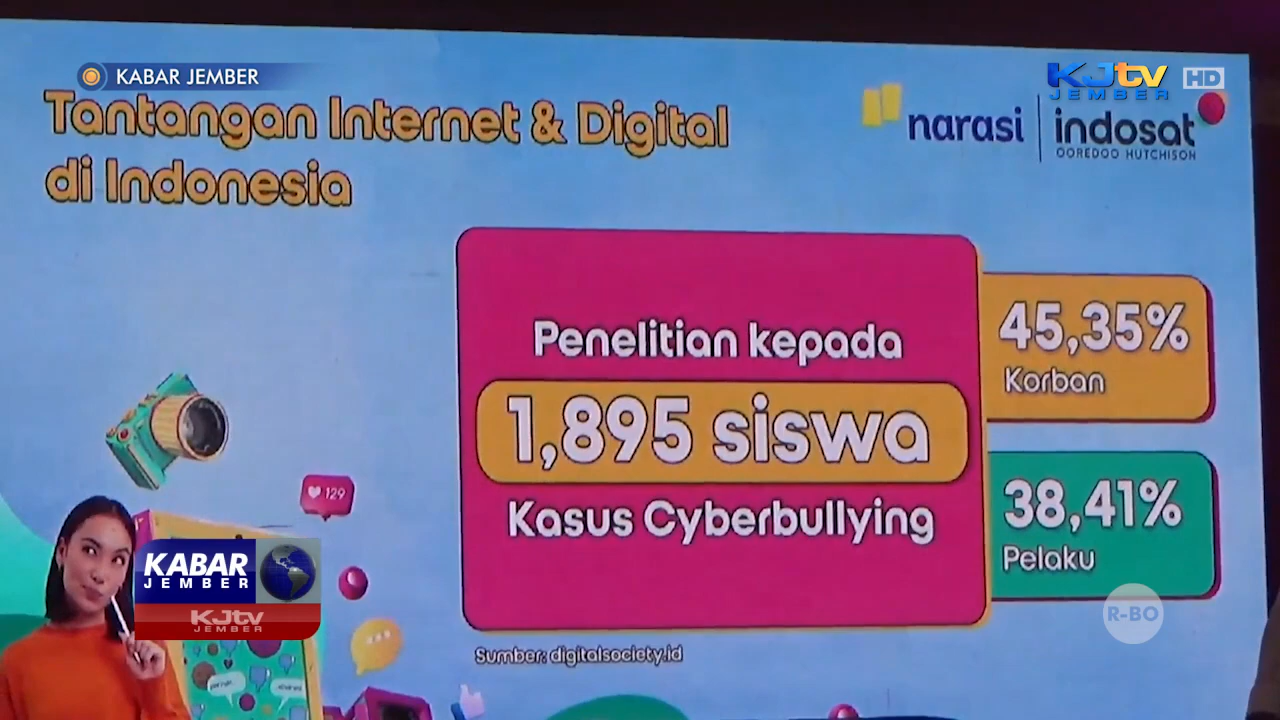 KABAR JEMBER
KJtv
JEMBER
HD
Tantangan Internet & Digital
di Indonesia
narasi
indosat
OOREDOO HUTCHISON
Penelitian kepada
1,895 siswa
Kasus Cyberbullying
45,35%
Korban
38,41%
Pelaku
Sumber: digitalsociety.id
129
KABAR
JEMBER
KJtv
JEMBER
R-BO